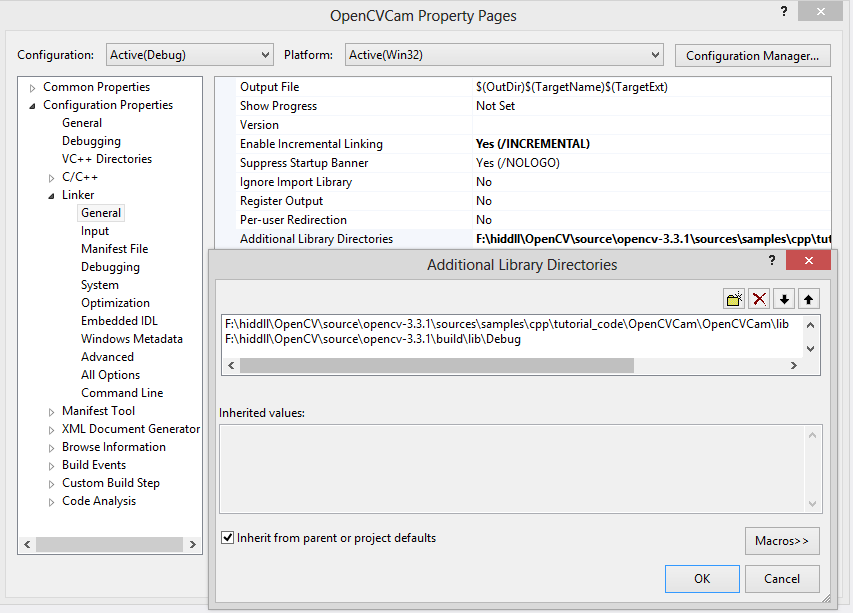 OpenCVCam Property Pages
?
Configuration: Active(Debug) Platform: Active(Win32) Configuration Manager...
Common Properties
Configuration Properties
General
Debugging
VC++ Directories
C/C++
Linker
General
Input
Manifest File
Debugging
System
Optimization
Embedded IDL
Windows Metadata
Advanced
All Options
Command Line
Manifest Tool
XML Document Generator
Browse Information
Build Events
Custom Build Step
Code Analysis
Output File $(OutDir)$(TargetName)$(TargetExt)
Show Progress Not Set
Version
Enable Incremental Linking Yes (/INCREMENTAL)
Suppress Startup Banner Yes (/NOLOGO)
Ignore Import Library No
Register Output No
Per-user Redirection No
Additional Library Directories F:\hiddll\OpenCV\source\opencv-3.3.1\sources\samples\cpp\tut
Additional Library Directories
?
F:\hiddll\OpenCV\source\opencv-3.3.1\sources\samples\cpp\tutorial_code\OpenCVCam\OpenCVCam\lib
F:\hiddll\OpenCV\source\opencv-3.3.1\build\lib\Debug
Inherited values:
Inherit from parent or project defaults
Macros>>
OK Cancel